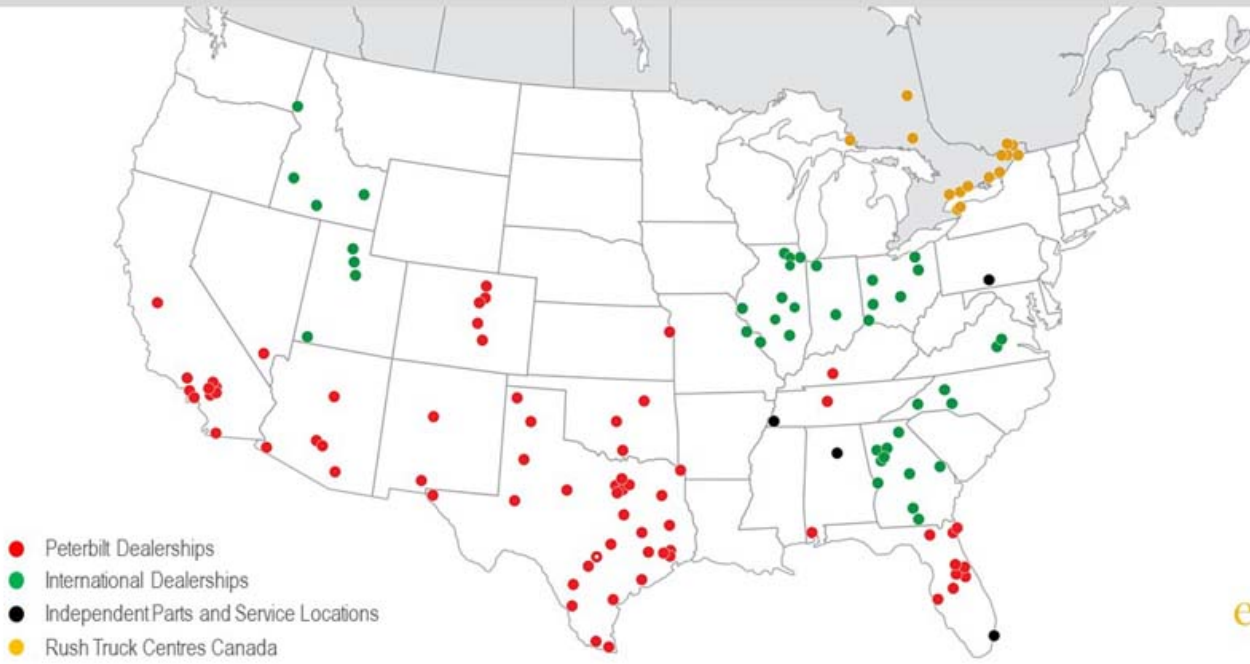 Peterbilt Dealerships
International Dealerships
Independent Parts and Service Locations
Rush Truck Centres Canada
e